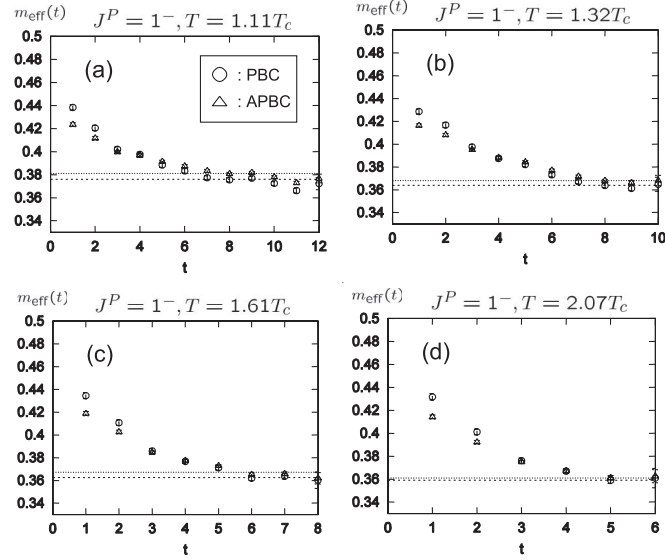 m_eff(t) J^P = 1^-, T = 1.11T_c
0.5
0.48
0.46
0.44
0.42
0.4
0.38
0.36
0.34
(a)
○ : PBC
△ : APBC
0 2 4 6 8 10 12
t
m_eff(t) J^P = 1^-, T = 1.32T_c
0.5
0.48
0.46
0.44
0.42
0.4
0.38
0.36
0.34
(b)
0 2 4 6 8 10
t
m_eff(t) J^P = 1^-, T = 1.61T_c
0.5
0.48
0.46
0.44
0.42
0.4
0.38
0.36
0.34
(c)
0 1 2 3 4 5 6 7 8
t
m_eff(t) J^P = 1^-, T = 2.07T_c
0.5
0.48
0.46
0.44
0.42
0.4
0.38
0.36
0.34
(d)
0 1 2 3 4 5 6
t